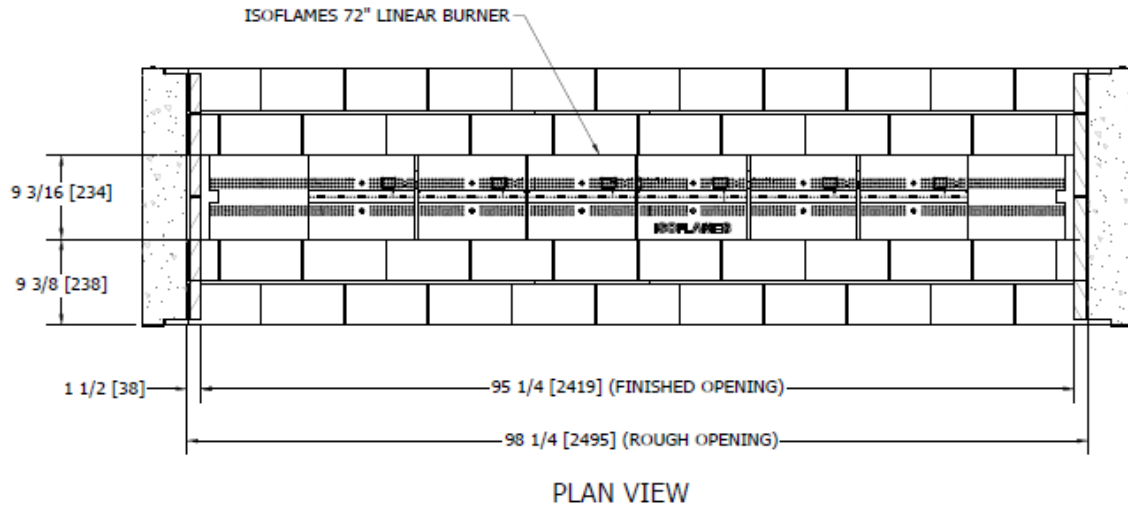 ISOFLAMES 72" LINEAR BURNER
9 3/16 [234]
ISOFLAMES
9 3/8 [238]
1 1/2 [38]
95 1/4 [2419] (FINISHED OPENING)
98 1/4 [2495] (ROUGH OPENING)
PLAN VIEW